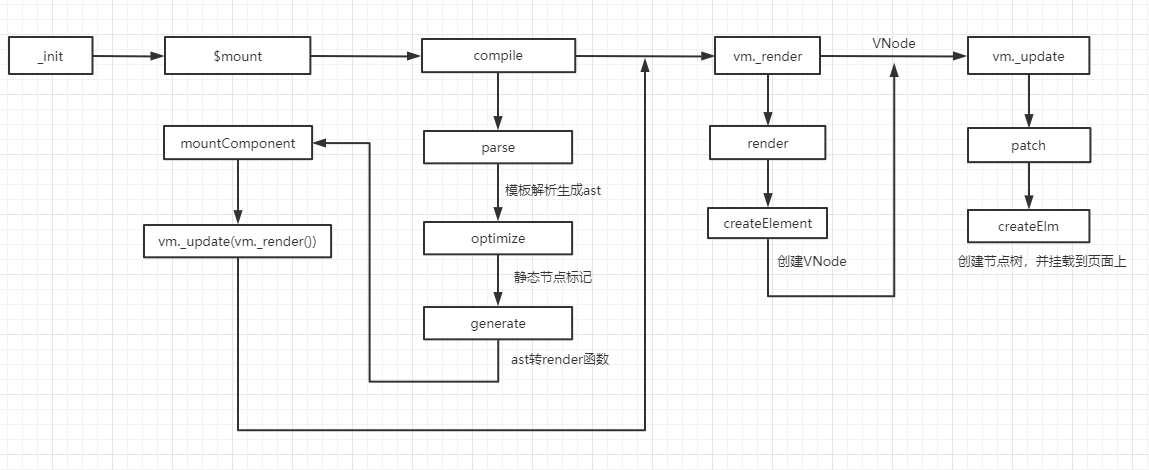 _init
$mount
compile
vm._render
VNode
vm._update
mountComponent
parse
render
patch
模板解析生成ast
vm._update(vm._render())
optimize
createElement
createElm
静态节点标记
创建VNode
创建节点树，并挂载到页面上
generate
ast转render函数